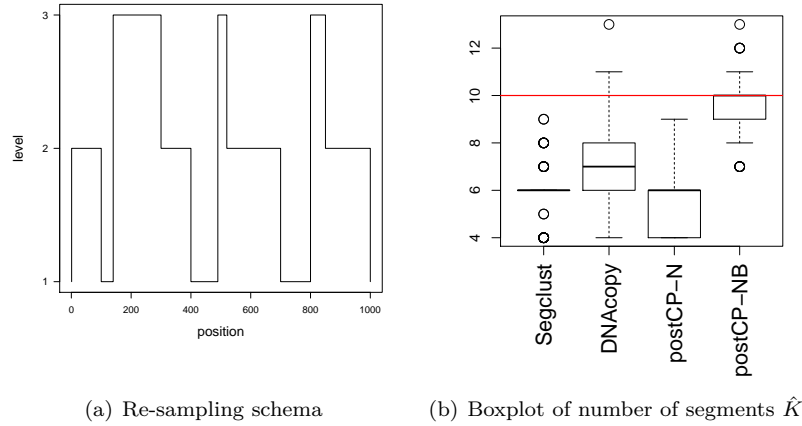 3
2
1
level
0
200
400
600
800
1000
position
12
10
8
6
4
Segclust
DNAcopy
postCP−N
postCP−NB
(a) Re-sampling schema
(b) Boxplot of number of segments K̂